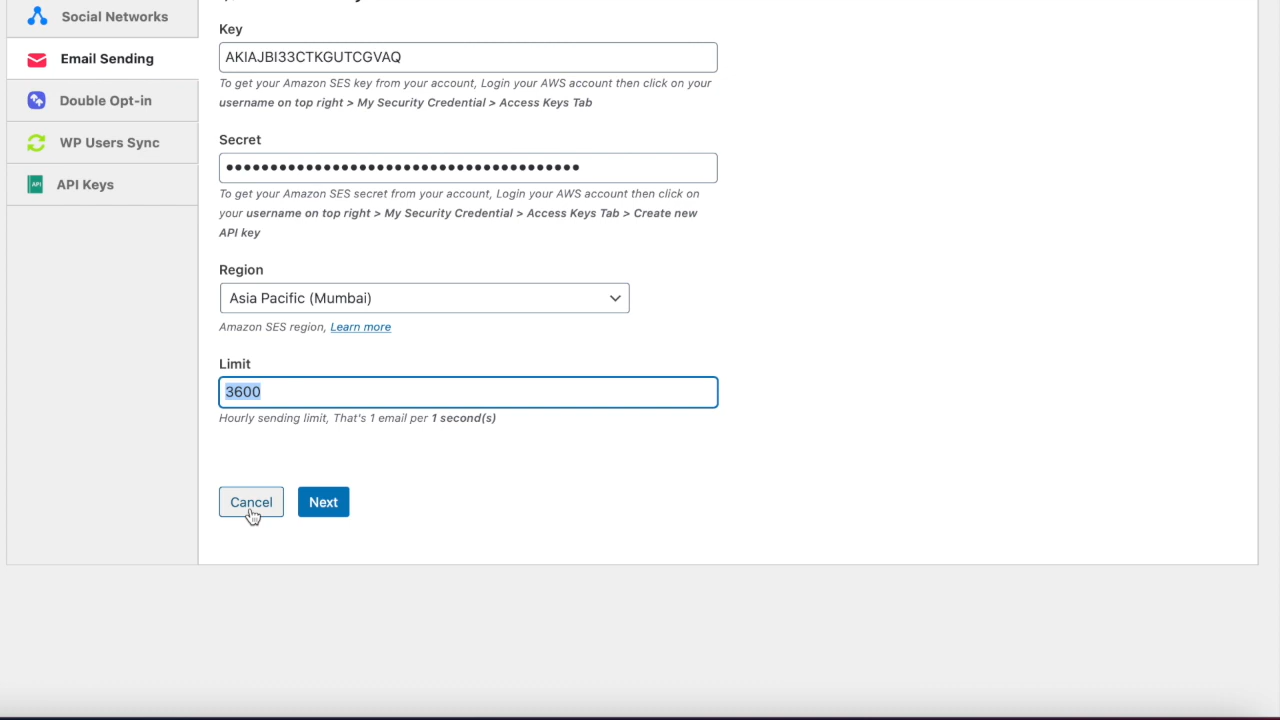 Social Networks
Email Sending
Double Opt-in
WP Users Sync
API
API Keys
Key
AKIAJBI33CTKGUTCGVAQ
To get your Amazon SES key from your account, Login your AWS account then click on your
username on top right > My Security Credential > Access Keys Tab
Secret
••••••••••••••••••••••••••••••••••••••••
To get your Amazon SES secret from your account, Login your AWS account then click on
your username on top right > My Security Credential > Access Keys Tab > Create new
API key
Region
Asia Pacific (Mumbai)
Amazon SES region, Learn more
Limit
3600
Hourly sending limit, That's 1 email per 1 second(s)
Cancel Next